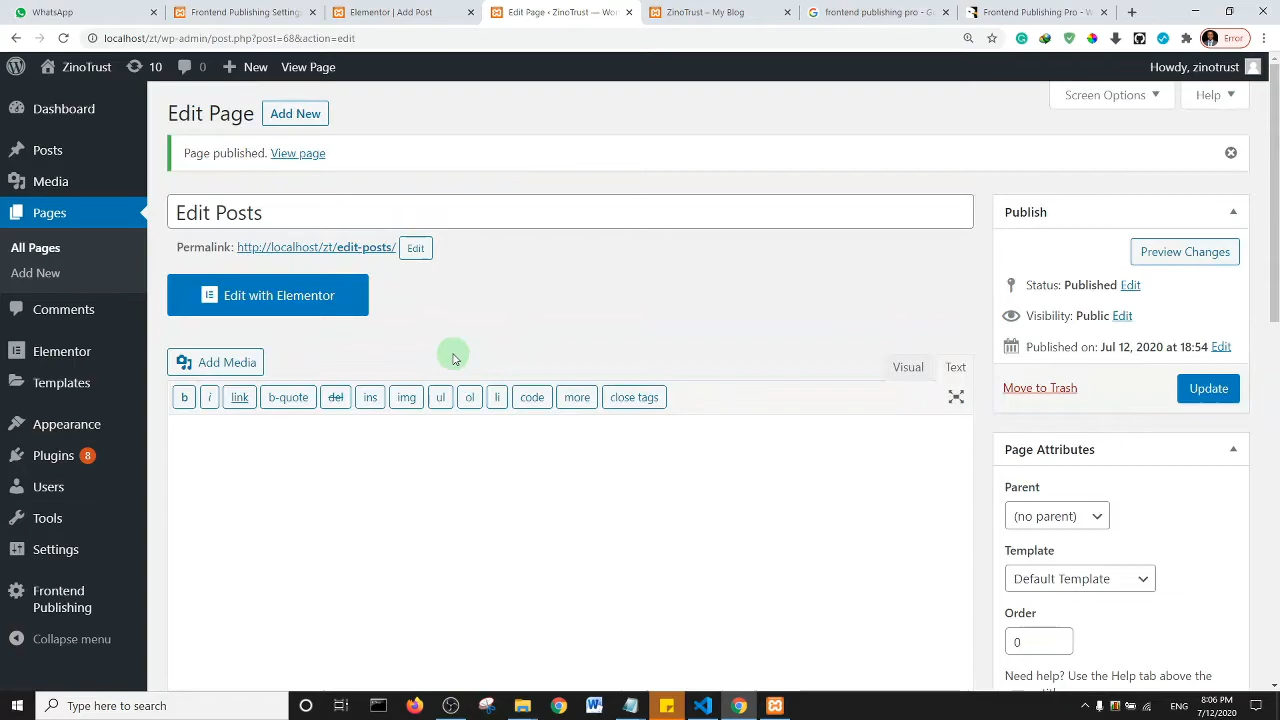 WhatsApp
Frontend Publishing Setting
Elementor | Add Post
Edit Page ‹ ZinoTrust — Wor
ZinoTrust – My Blog
frontend publishing pro - Go
Frontend Publishing Pro - W
localhost/zt/wp-admin/post.php?post=68&action=edit
Error
ZinoTrust
10
0
New
View Page
Howdy, zinotrust
Dashboard
Posts
Media
Pages
All Pages
Add New
Comments
Elementor
Templates
Appearance
Plugins 8
Users
Tools
Settings
Frontend
Publishing
Collapse menu
Screen Options
Help
Edit Page
Add New
Page published. View page
Edit Posts
Permalink: http://localhost/zt/edit-posts/ Edit
Edit with Elementor
Add Media
Visual
Text
b
i
link
b-quote
del
ins
img
ul
ol
li
code
more
close tags
Publish
Preview Changes
Status: Published Edit
Visibility: Public Edit
Published on: Jul 12, 2020 at 18:54 Edit
Move to Trash
Update
Page Attributes
Parent
(no parent)
Template
Default Template
Order
0
Need help? Use the Help tab above the
Type here to search
ENG
8:06 PM
7/12/2020